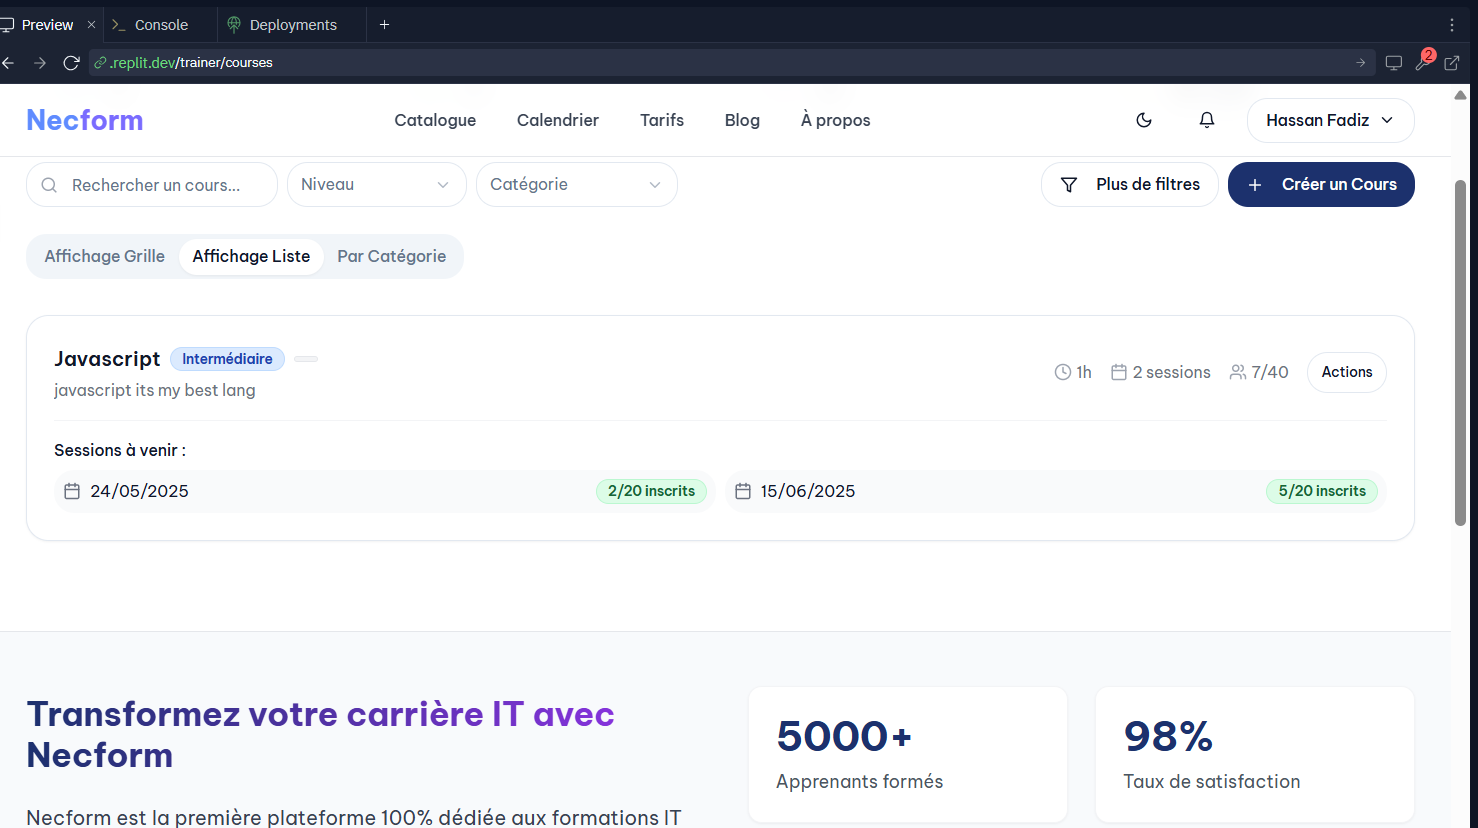 Preview
Console
Deployments
.replit.dev/trainer/courses
2
Necform
Catalogue
Calendrier
Tarifs
Blog
À propos
Hassan Fadiz
Rechercher un cours...
Niveau
Catégorie
Plus de filtres
Créer un Cours
Affichage Grille
Affichage Liste
Par Catégorie
Javascript
Intermédiaire
javascript its my best lang
1h
2 sessions
7/40
Actions
Sessions à venir :
24/05/2025
2/20 inscrits
15/06/2025
5/20 inscrits
Transformez votre carrière IT avec
Necform
5000+
Apprenants formés
98%
Taux de satisfaction
Necform est la première plateforme 100% dédiée aux formations IT